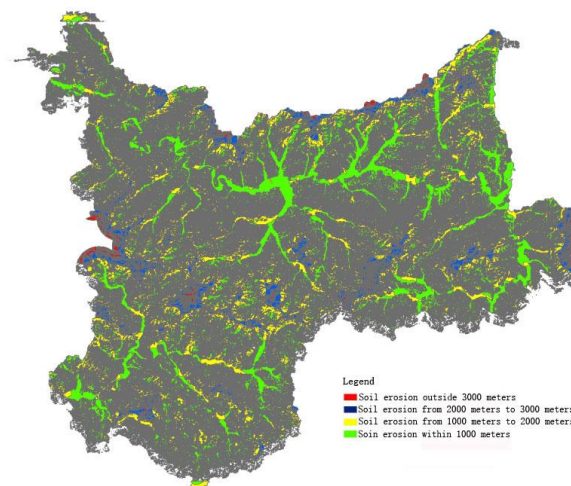 Legend
Soil erosion outside 3000 meters
Soil erosion from 2000 meters to 3000 meters
Soil erosion from 1000 meters to 2000 meters
Soin erosion within 1000 meters